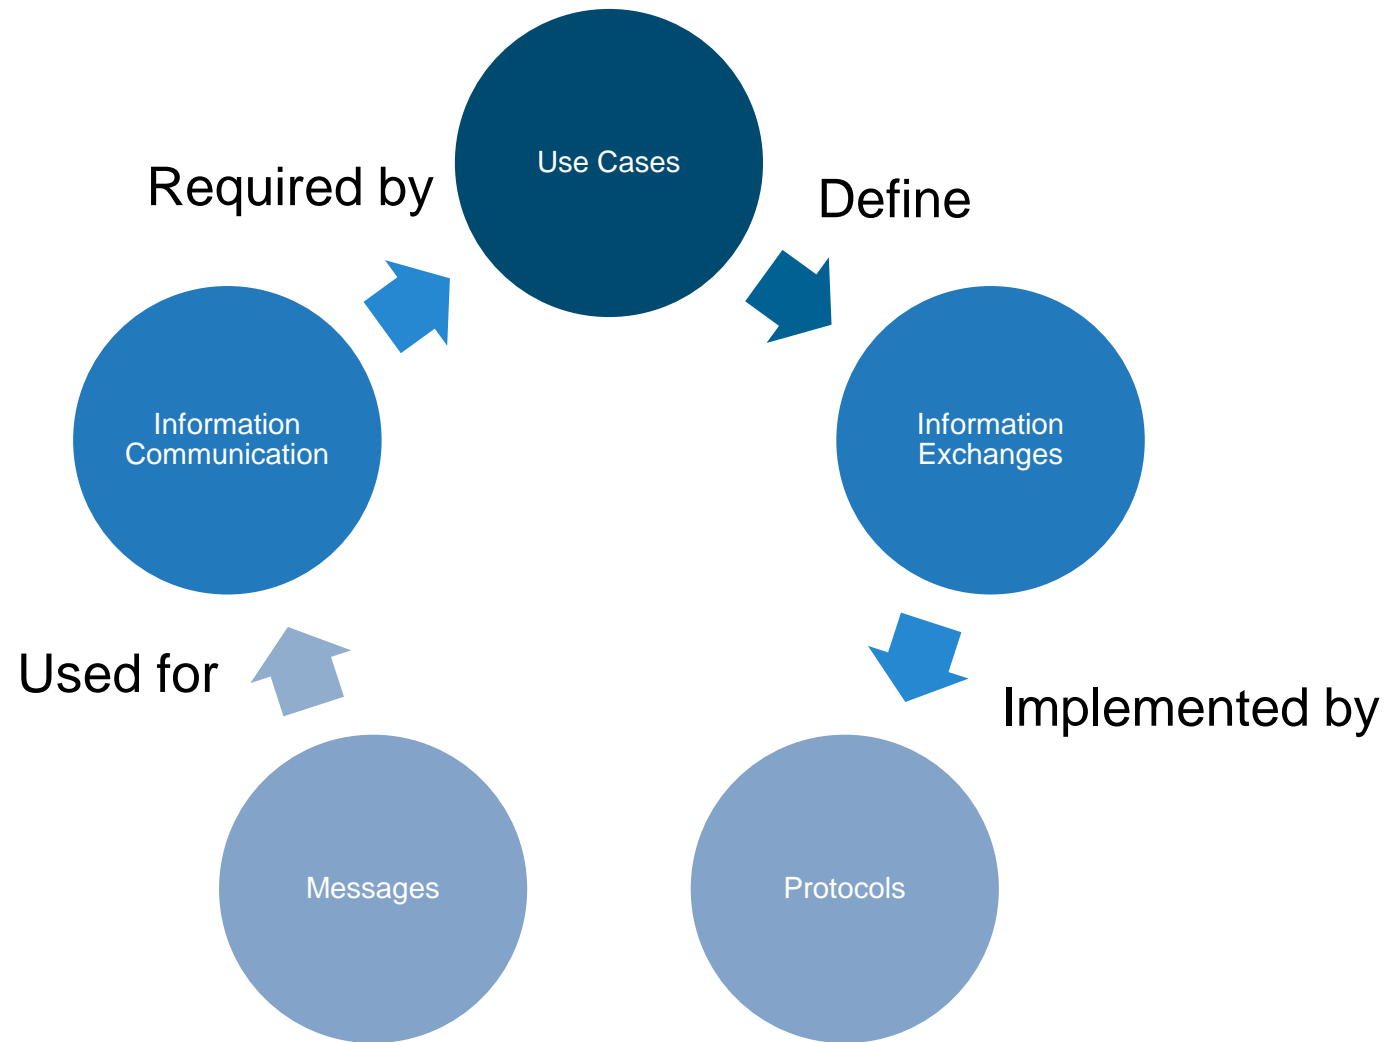 Use Cases
Required by
Define
Information
Communication
Information
Exchanges
Used for
Implemented by
Messages
Protocols